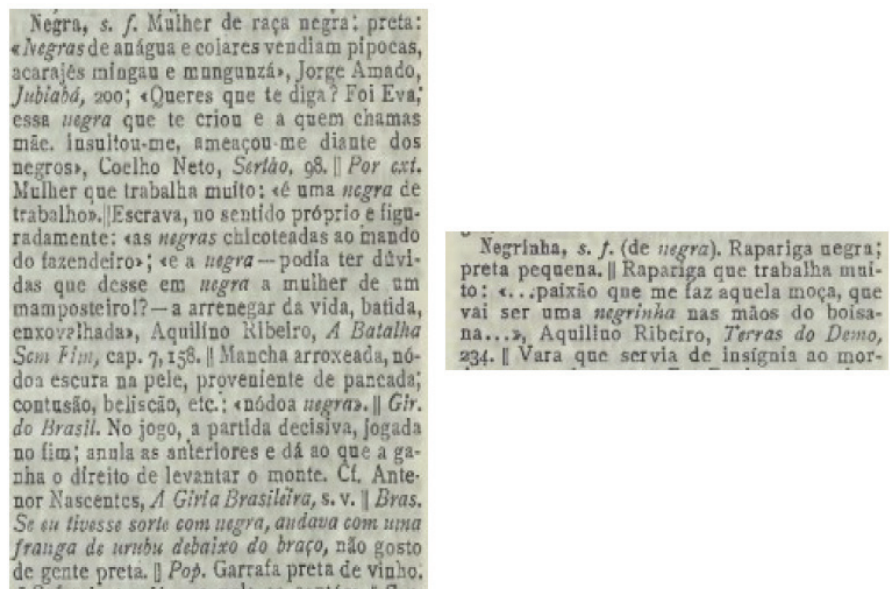 Negra, s. f. Mulher de raça negra; preta:
«Negras de anágua e colares vendiam pipocas,
acarajés mingau e mungunzá», Jorge Amado,
Jubiabá, 200; «Queres que te diga? Foi Eva,
essa negra que te criou e a quem chamas
mãe. insultou-me, ameaçou-me diante dos
negros», Coelho Neto, Sertão, 98. || Por ext.
Mulher que trabalha muito: «é uma negra de
trabalho».||Escrava, no sentido próprio e figu-
radamente: «as negras chicoteadas ao mando
do fazendeiro»; «e a negra—podia ter dúvi-
das que desse em negra a mulher de um
mamposteiro!?—a arrenegar da vida, batida,
enxovalhada», Aquilino Ribeiro, A Batalha
Sem Fim, cap. 7, 158. || Mancha arroxeada, nó-
doa escura na pele, proveniente de pancada;
contusão, beliscão, etc.: «nódoa negra». || Gír.
do Brasil. No jogo, a partida decisiva, jogada
no fim; anula as anteriores e dá ao que a ga-
nha o direito de levantar o monte. Cf. Ante-
nor Nascentes, A Gíria Brasileira, s. v. || Bras.
Se eu tivesse sorte com negra, andava com uma
franga de urubu debaixo do braço, não gosto
de gente preta. || Pop. Garrafa preta de vinho.
Negrinha, s. f. (de negra). Rapariga negra;
preta pequena. || Rapariga que trabalha mui-
to: «...paixão que me faz aquela moça, que
vai ser uma negrinha nas mãos do boisa-
na...», Aquilino Ribeiro, Terras do Demo,
234. || Vara que servia de insígnia ao mor-